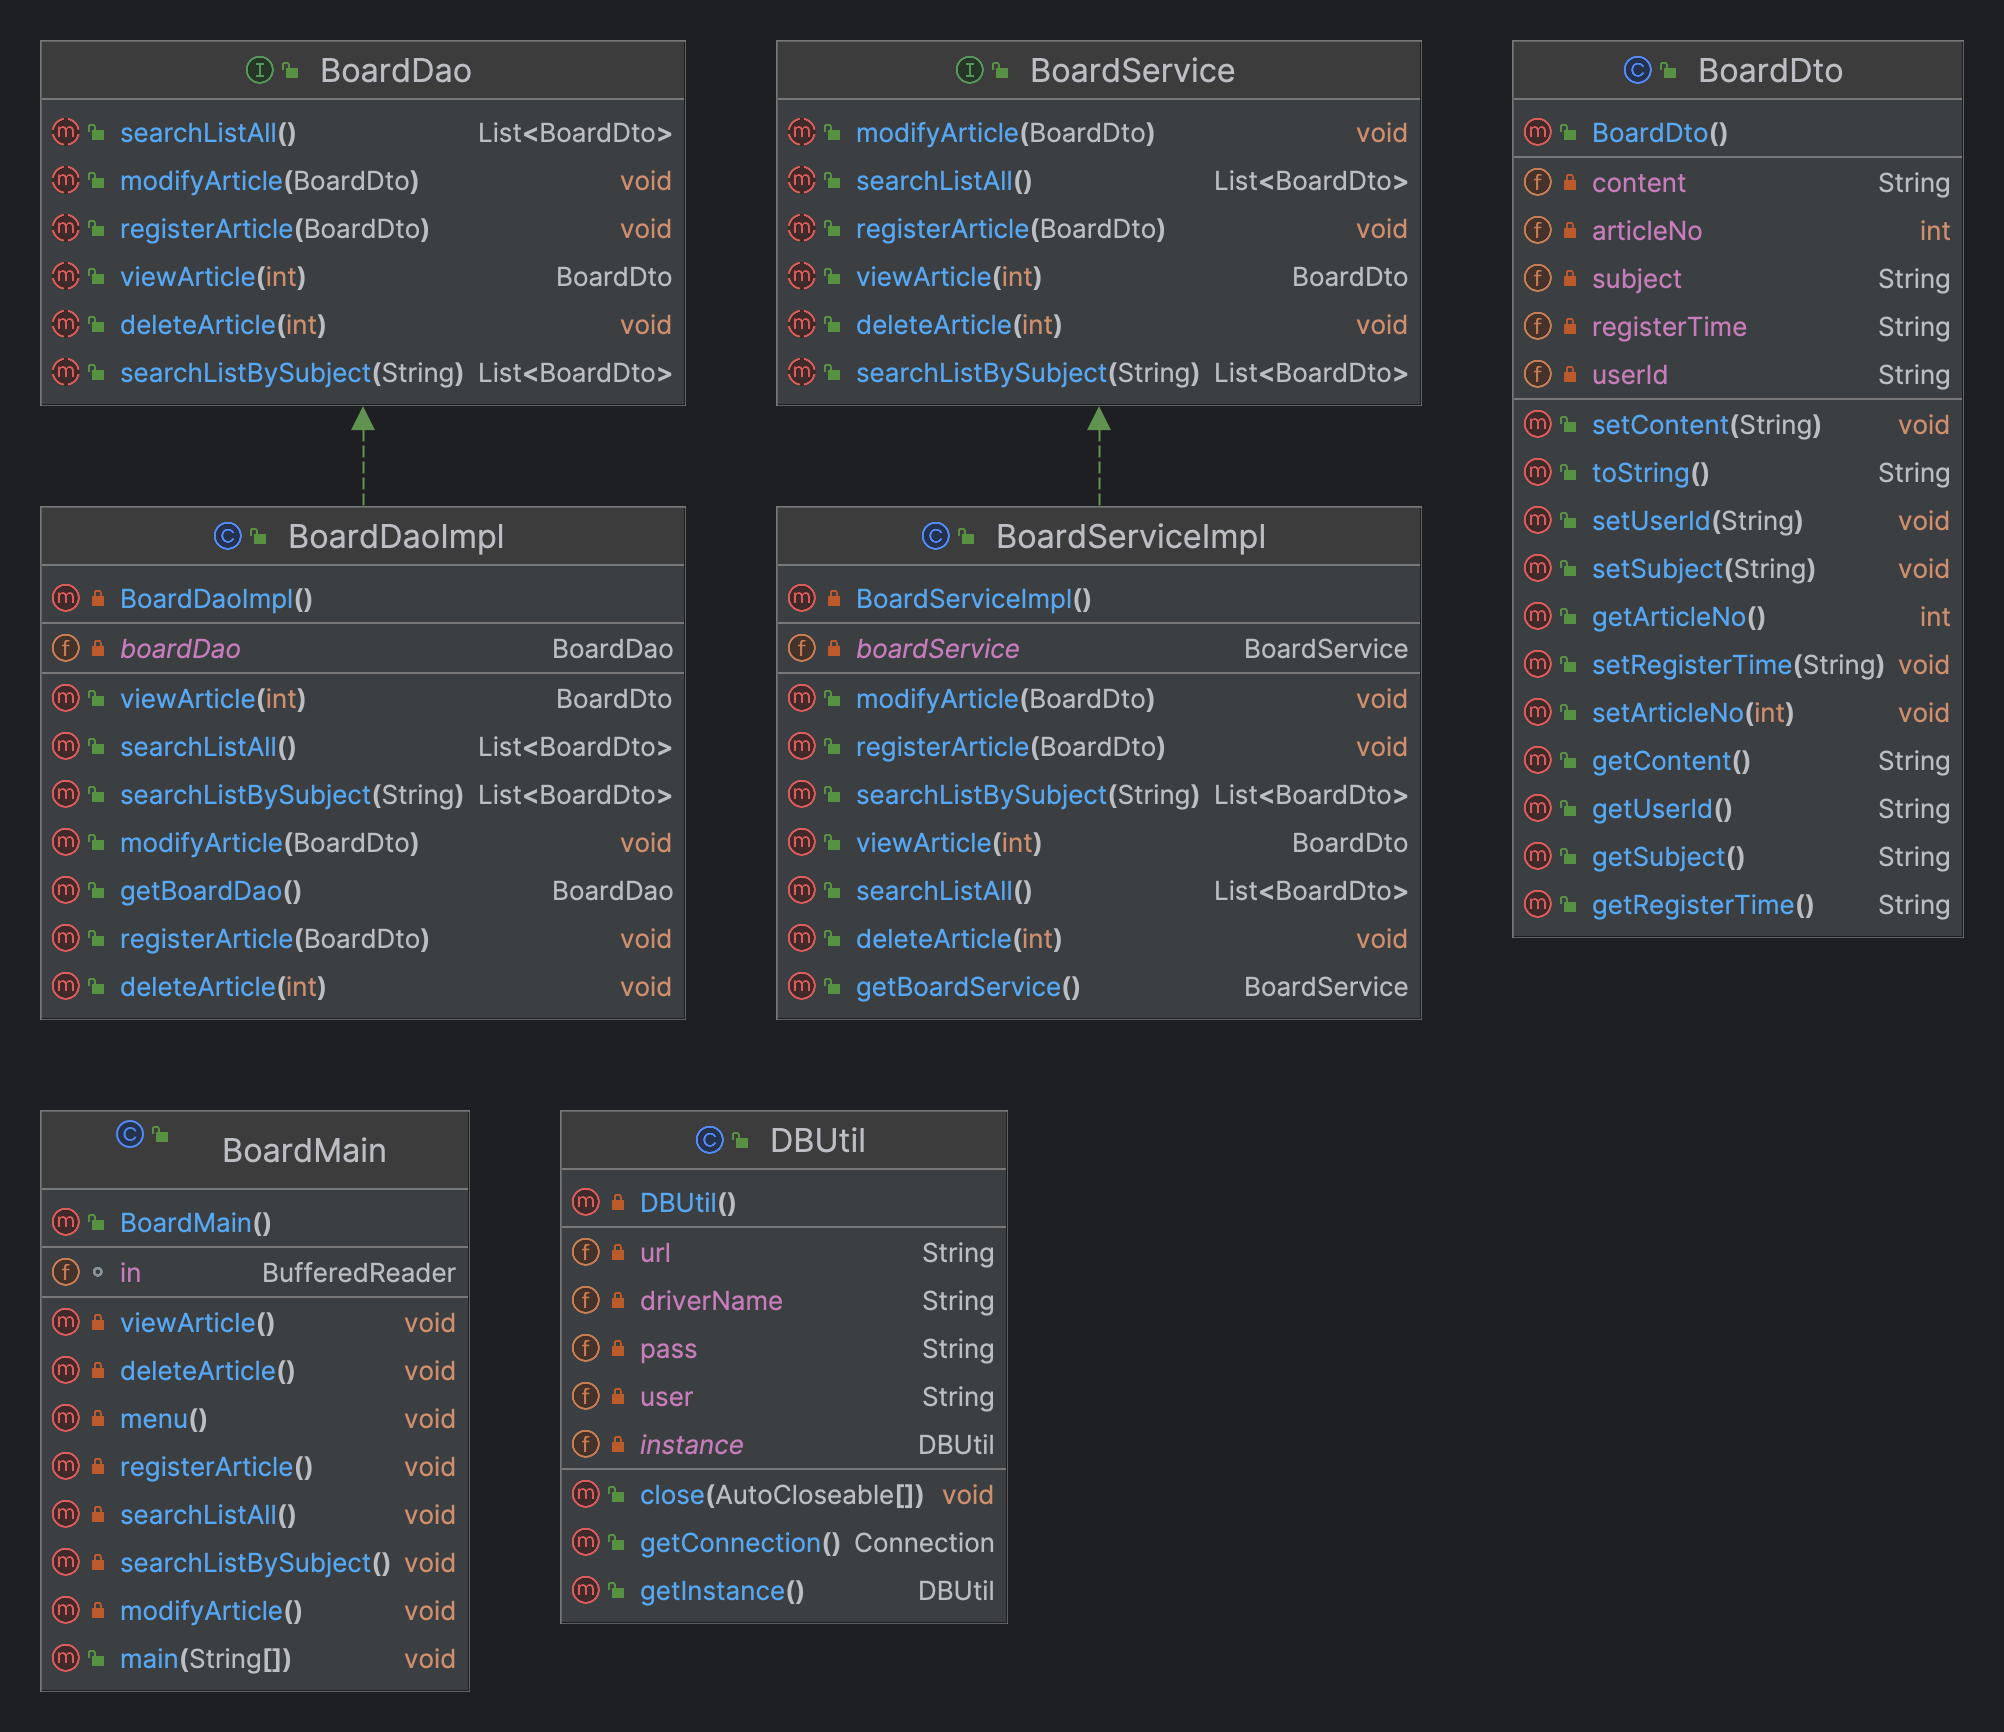 BoardDao
searchListAll() List<BoardDto>
modifyArticle(BoardDto) void
registerArticle(BoardDto) void
viewArticle(int) BoardDto
deleteArticle(int) void
searchListBySubject(String) List<BoardDto>
BoardService
modifyArticle(BoardDto) void
searchListAll() List<BoardDto>
registerArticle(BoardDto) void
viewArticle(int) BoardDto
deleteArticle(int) void
searchListBySubject(String) List<BoardDto>
BoardDto
BoardDto()
content String
articleNo int
subject String
registerTime String
userId String
setContent(String) void
toString() String
setUserId(String) void
setSubject(String) void
getArticleNo() int
setRegisterTime(String) void
setArticleNo(int) void
getContent() String
getUserId() String
getSubject() String
getRegisterTime() String
BoardDaoImpl
BoardDaoImpl()
boardDao BoardDao
viewArticle(int) BoardDto
searchListAll() List<BoardDto>
searchListBySubject(String) List<BoardDto>
modifyArticle(BoardDto) void
getBoardDao() BoardDao
registerArticle(BoardDto) void
deleteArticle(int) void
BoardServiceImpl
BoardServiceImpl()
boardService BoardService
modifyArticle(BoardDto) void
registerArticle(BoardDto) void
searchListBySubject(String) List<BoardDto>
viewArticle(int) BoardDto
searchListAll() List<BoardDto>
deleteArticle(int) void
getBoardService() BoardService
BoardMain
BoardMain()
in BufferedReader
viewArticle() void
deleteArticle() void
menu() void
registerArticle() void
searchListAll() void
searchListBySubject() void
modifyArticle() void
main(String[]) void
DBUtil
DBUtil()
url String
driverName String
pass String
user String
instance DBUtil
close(AutoCloseable[]) void
getConnection() Connection
getInstance() DBUtil